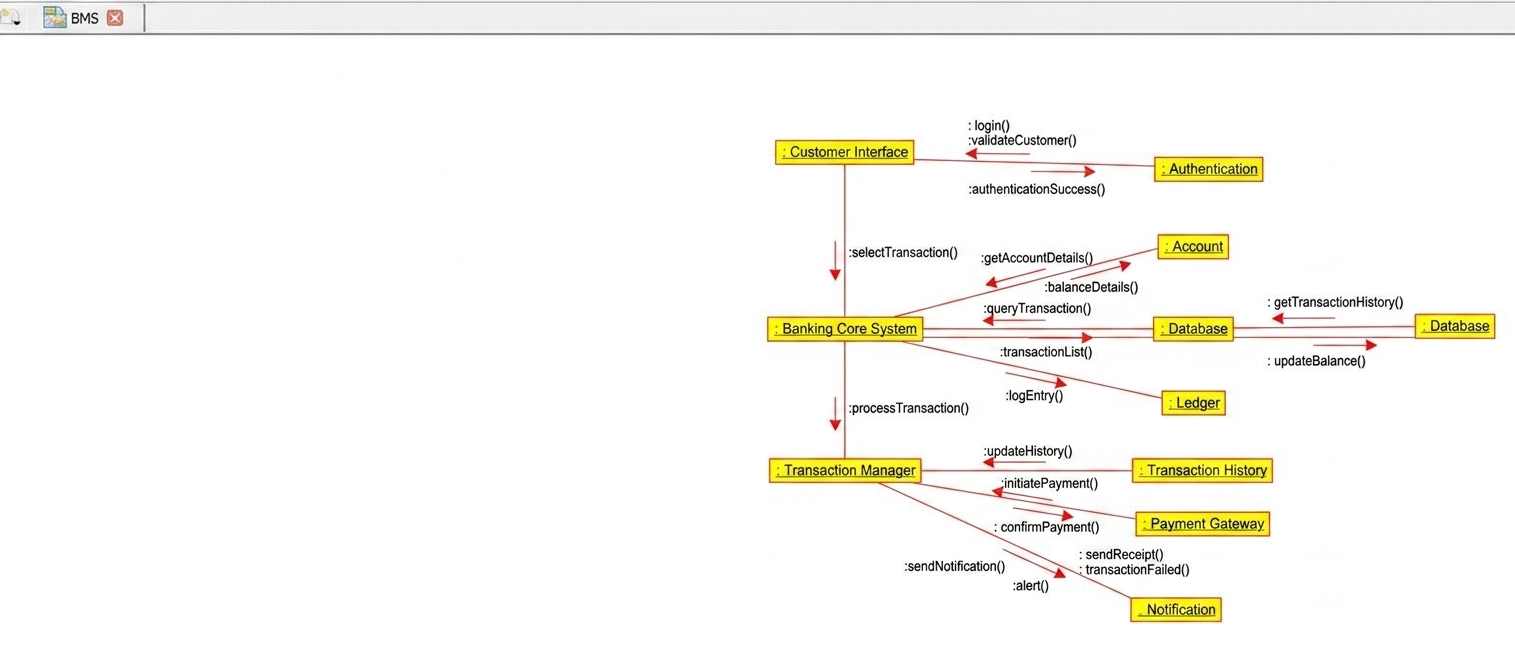 BMS
: login()
:validateCustomer()
: Customer Interface
: Authentication
:authenticationSuccess()
: Account
:selectTransaction()
:getAccountDetails()
:balanceDetails()
: getTransactionHistory()
:queryTransaction()
: Banking Core System
: Database
: Database
:transactionList()
: updateBalance()
:logEntry()
: Ledger
:processTransaction()
:updateHistory()
: Transaction Manager
: Transaction History
:initiatePayment()
: Payment Gateway
: confirmPayment()
: sendReceipt()
:sendNotification()
: transactionFailed()
:alert()
: Notification